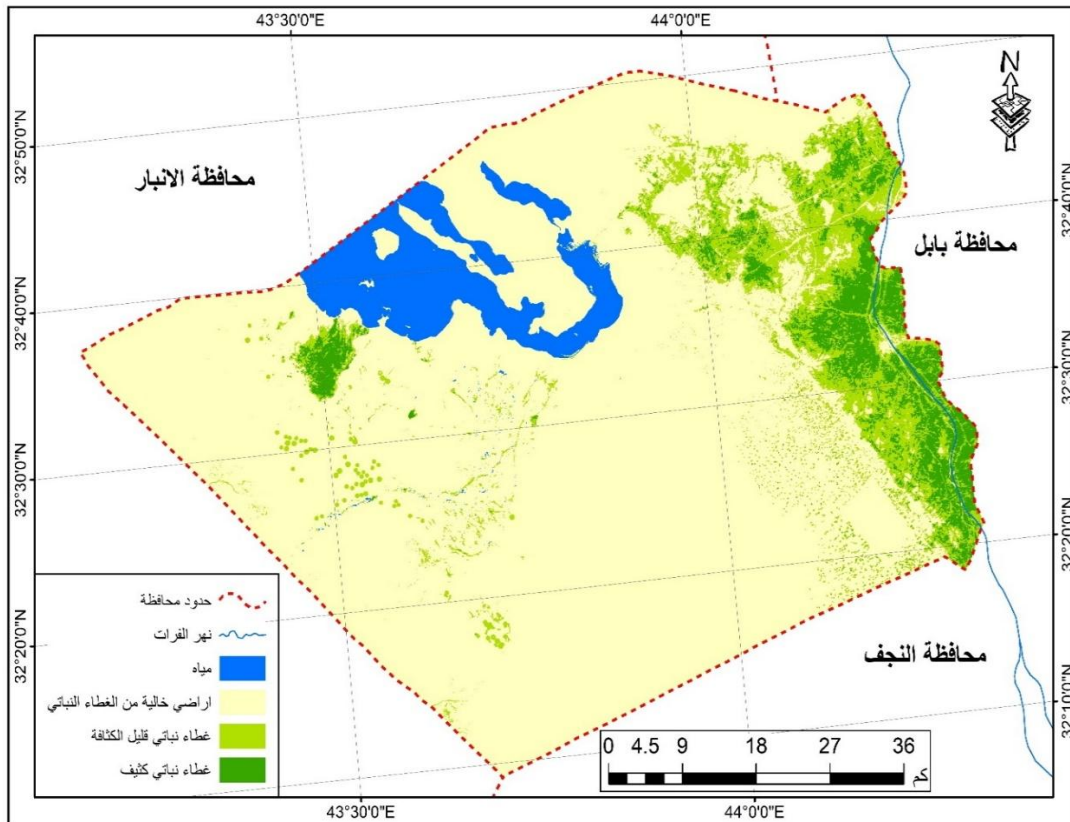 43°30'0"E
44°0'0"E
N
32°50'0"N
32°40'0"N
32°30'0"N
32°20'0"N
32°40'0"N
32°30'0"N
32°20'0"N
32°10'0"N
محافظة الانبار
محافظة بابل
محافظة النجف
حدود محافظة
نهر الفرات
مياه
اراضي خالية من الغطاء النباتي
غطاء نباتي قليل الكثافة
غطاء نباتي كثيف
0 4.5 9 18 27 36
كم
43°30'0"E
44°0'0"E